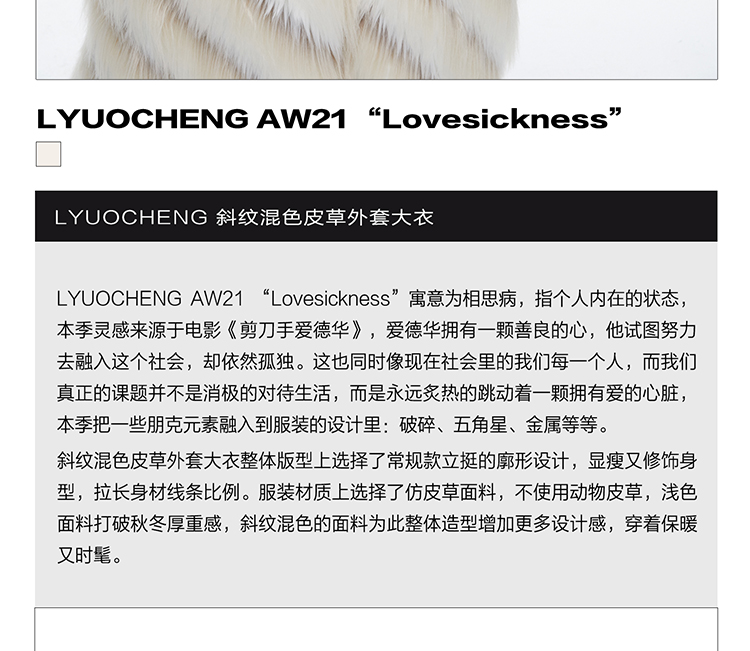 LYUOCHENG AW21 “Lovesickness”
LYUOCHENG 斜纹混色皮草外套大衣
LYUOCHENG AW21 “Lovesickness”寓意为相思病，指个人内在的状态，
本季灵感来源于电影《剪刀手爱德华》，爱德华拥有一颗善良的心，他试图努力
去融入这个社会，却依然孤独。这也同时像现在社会里的我们每一个人，而我们
真正的课题并不是消极的对待生活，而是永远炙热的跳动着一颗拥有爱的心脏，
本季把一些朋克元素融入到服装的设计里：破碎、五角星、金属等等。
斜纹混色皮草外套大衣整体版型上选择了常规款立挺的廓形设计，显瘦又修饰身
型，拉长身材线条比例。服装材质上选择了仿皮草面料，不使用动物皮草，浅色
面料打破秋冬厚重感，斜纹混色的面料为此整体造型增加更多设计感，穿着保暖
又时髦。